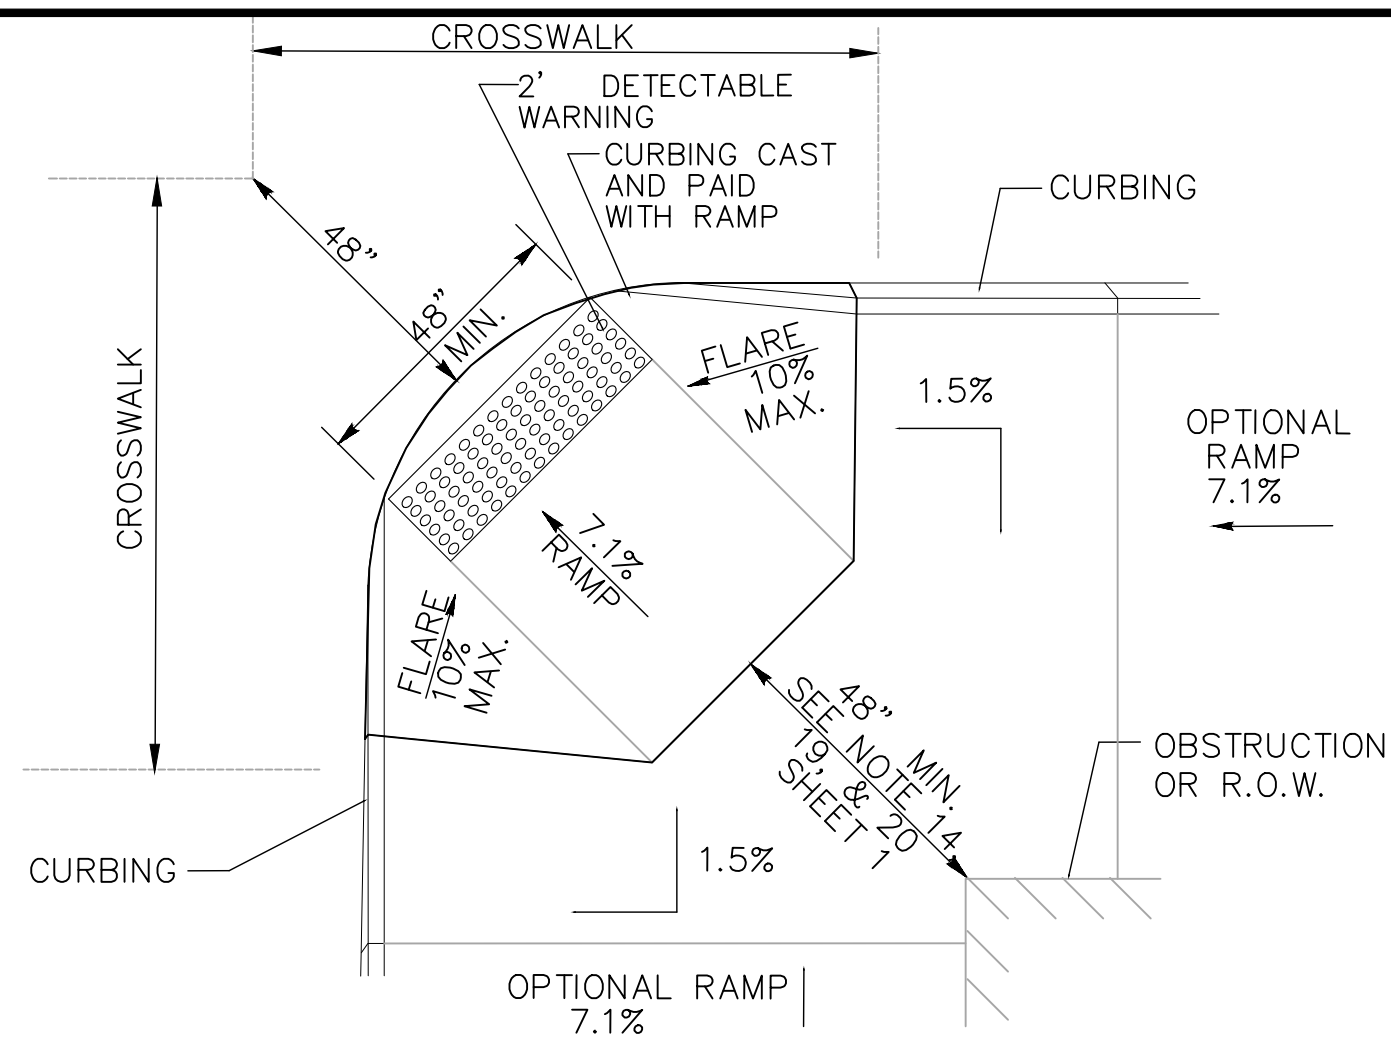 CROSSWALK
2’ DETECTABLE
WARNING
CURBING CAST
AND PAID
WITH RAMP
CURBING
48”
48”
MIN.
CROSSWALK
FLARE
10%
MAX.
1.5%
OPTIONAL
RAMP
7.1%
7.1%
RAMP
FLARE
10%
MAX.
48” MIN.
SEE NOTE 14,
19, & 20
SHEET 1
OBSTRUCTION
OR R.O.W.
CURBING
1.5%
OPTIONAL RAMP
7.1%